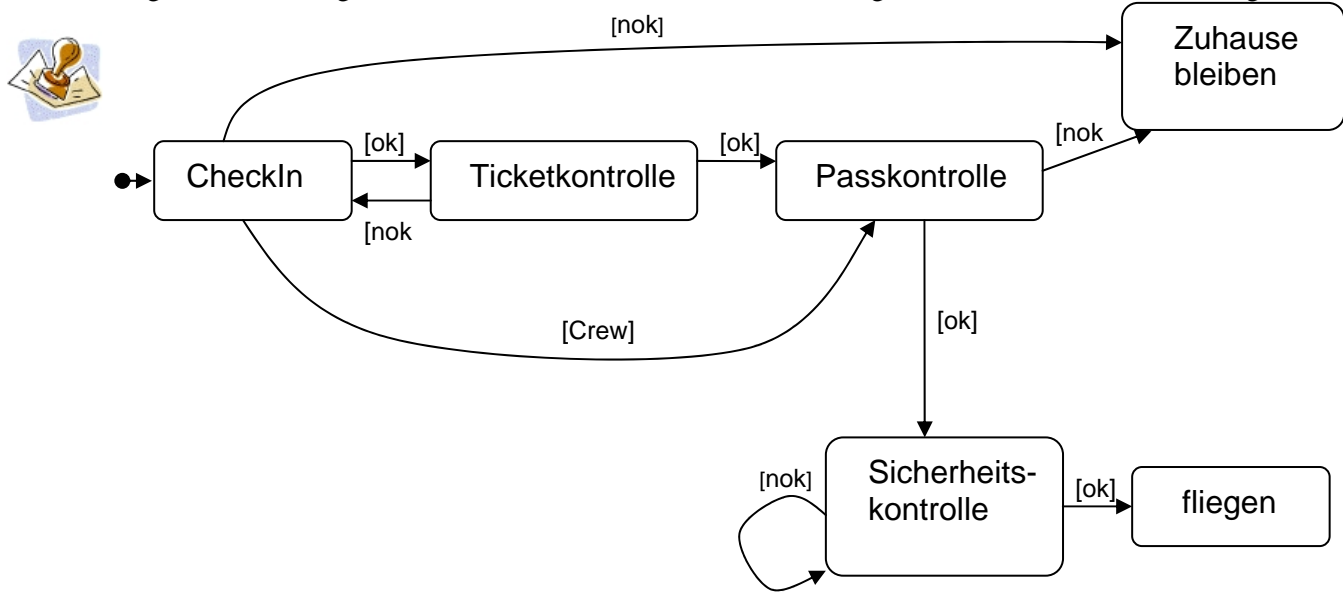 [nok]
Zuhause
bleiben
[ok]
[ok]
[nok
CheckIn
Ticketkontrolle
Passkontrolle
[nok
[Crew]
[ok]
Sicherheits-
kontrolle
[nok]
[ok]
fliegen